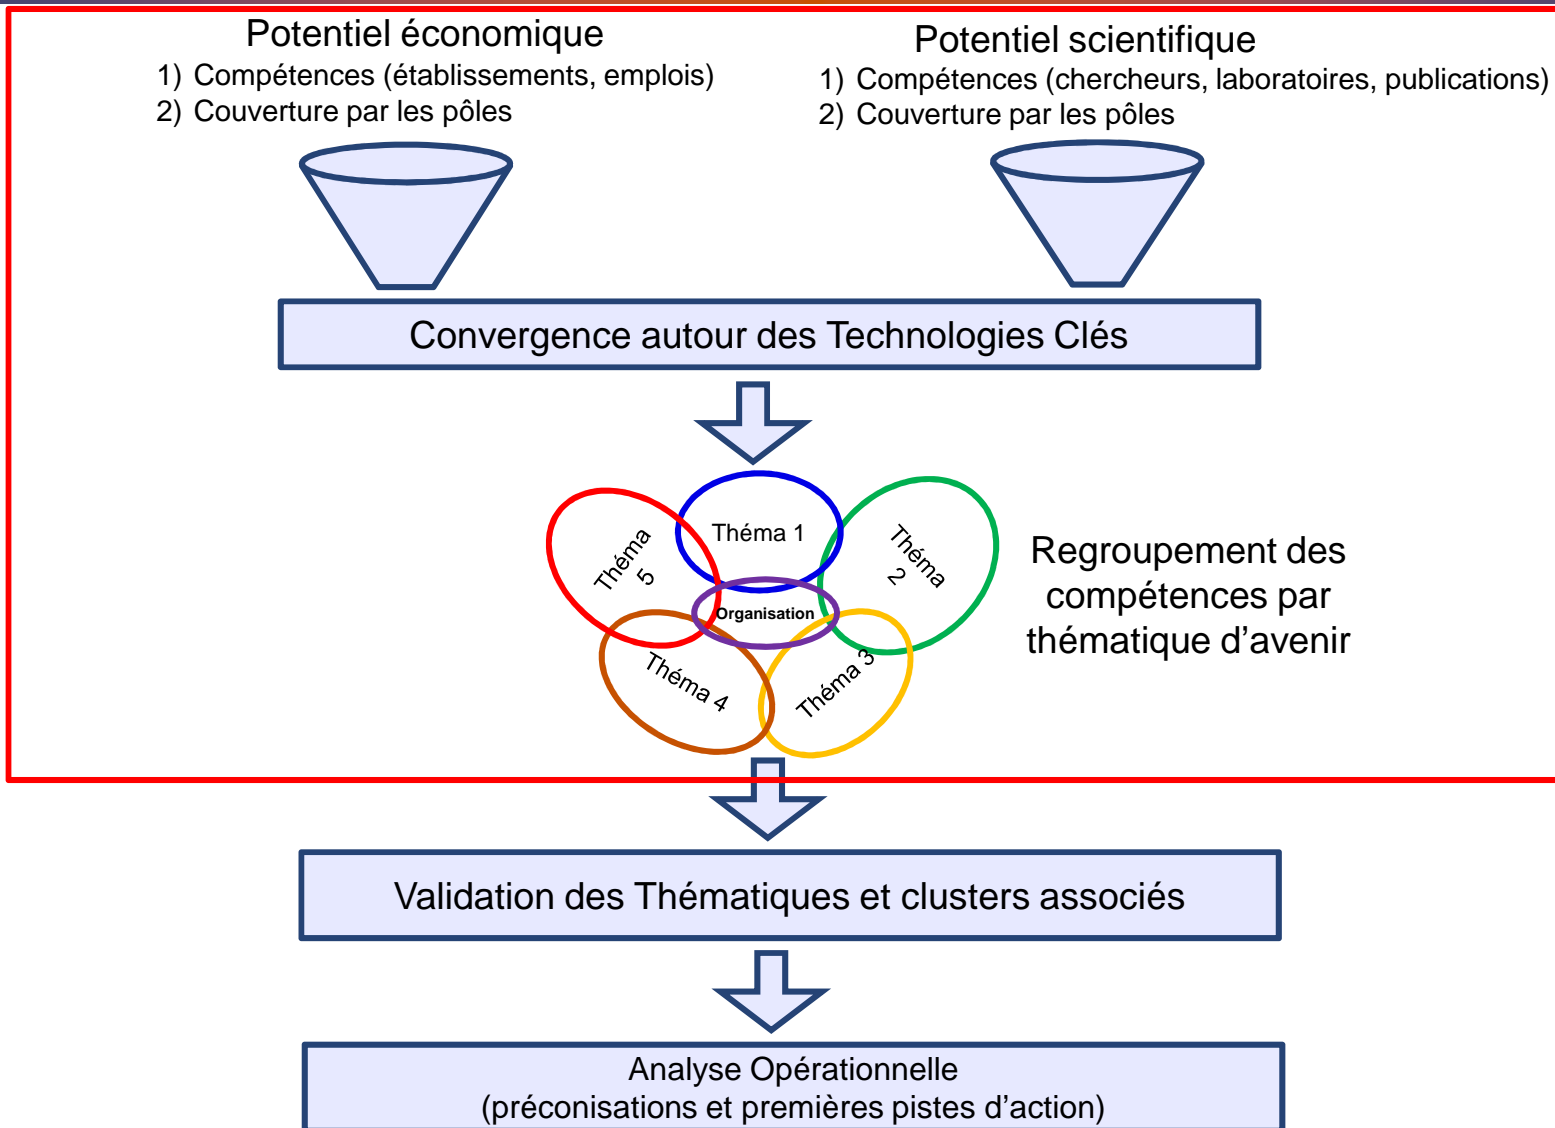 Potentiel économique
1) Compétences (établissements, emplois)
2) Couverture par les pôles
Potentiel scientifique
1) Compétences (chercheurs, laboratoires, publications)
2) Couverture par les pôles
Convergence autour des Technologies Clés
Théma 1
Théma
2
Théma
5
Organisation
Théma 3
Théma 4
Regroupement des
compétences par
thématique d’avenir
Validation des Thématiques et clusters associés
Analyse Opérationnelle
(préconisations et premières pistes d’action)